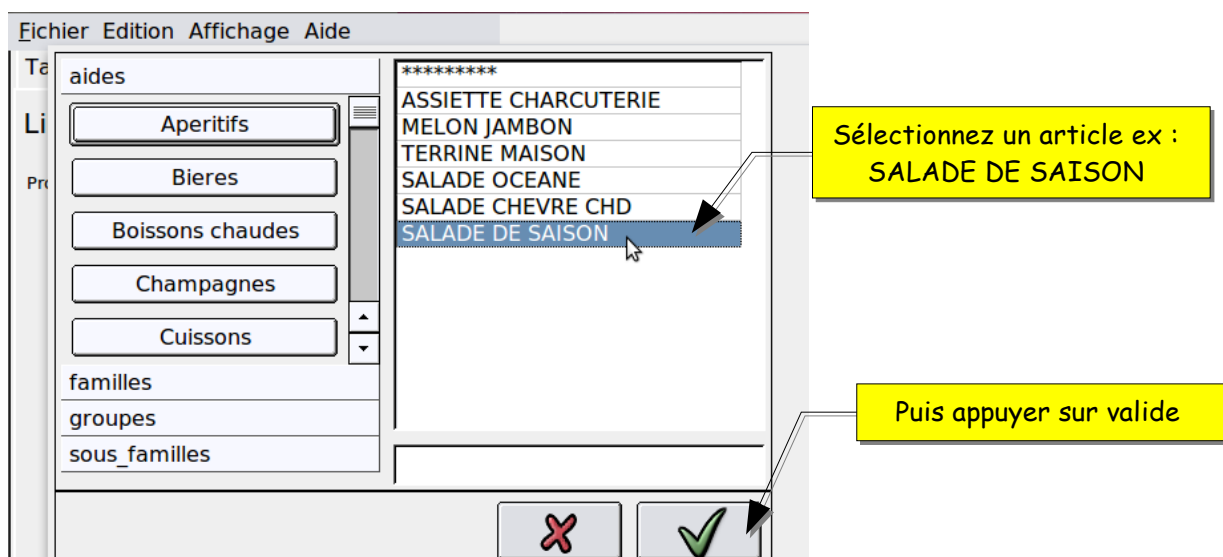 Fichier Edition Affichage Aide
Ta
aides
Li
Aperitifs
Pro
Bieres
Boissons chaudes
Champagnes
Cuissons
familles
groupes
sous_familles
*********
ASSIETTE CHARCUTERIE
MELON JAMBON
TERRINE MAISON
SALADE OCEANE
SALADE CHEVRE CHD
SALADE DE SAISON
Sélectionnez un article ex :
SALADE DE SAISON
Puis appuyer sur valide